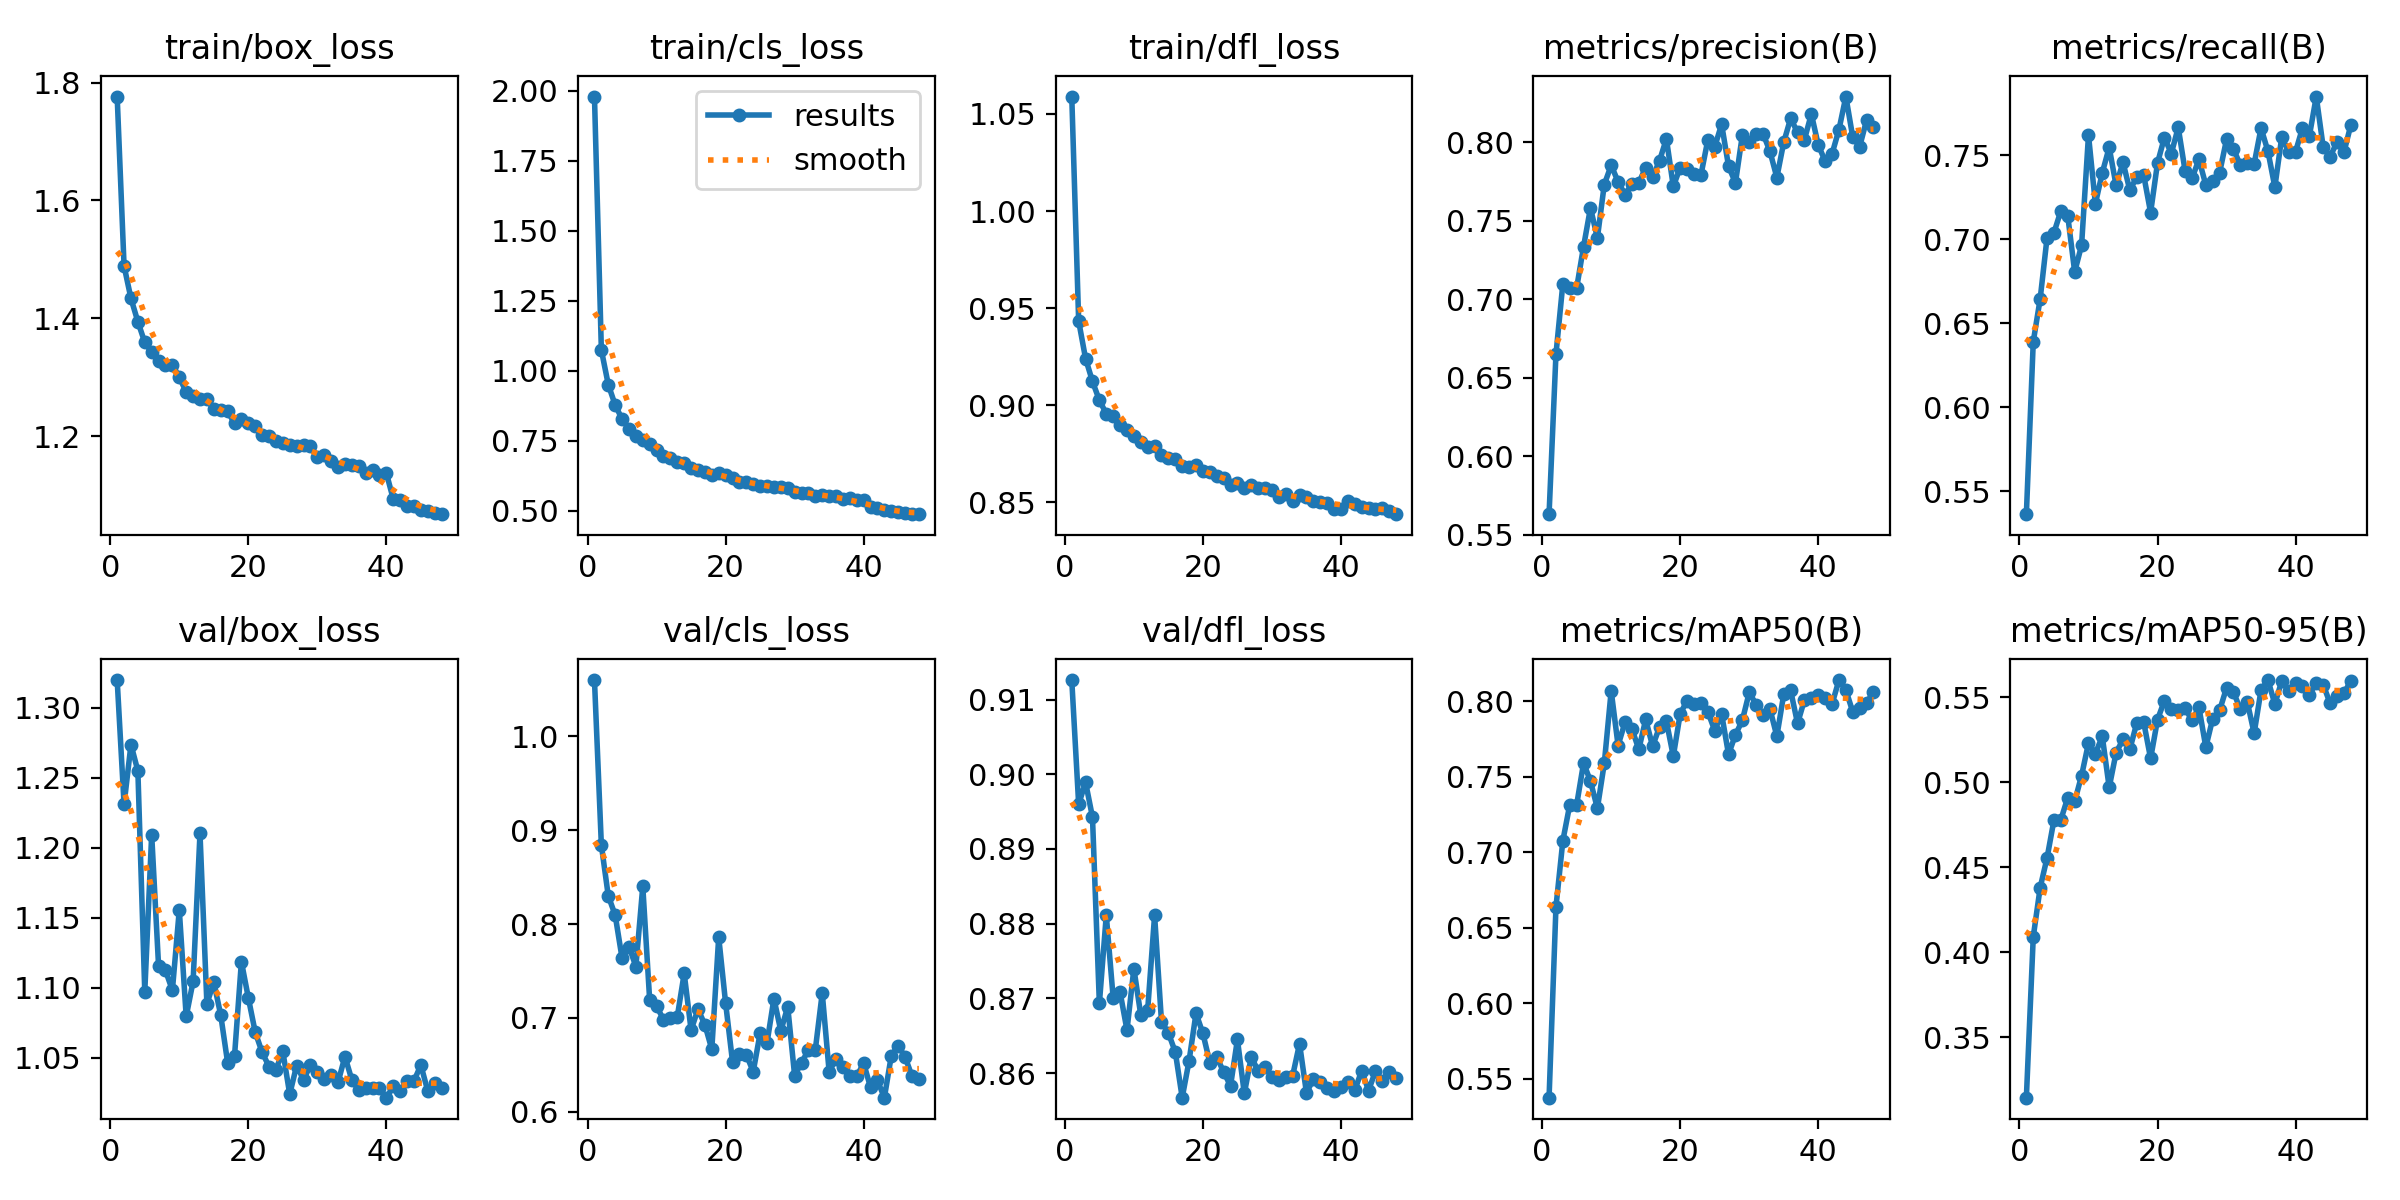 train/box_loss
train/cls_loss
train/dfl_loss
metrics/precision(B)
metrics/recall(B)
1.8
1.6
1.4
1.2
0 20 40
2.00
1.75
1.50
1.25
1.00
0.75
0.50
results
smooth
0 20 40
1.05
1.00
0.95
0.90
0.85
0 20 40
0.80
0.75
0.70
0.65
0.60
0.55
0 20 40
0.75
0.70
0.65
0.60
0.55
0 20 40
val/box_loss
val/cls_loss
val/dfl_loss
metrics/mAP50(B)
metrics/mAP50-95(B)
1.30
1.25
1.20
1.15
1.10
1.05
0 20 40
1.0
0.9
0.8
0.7
0.6
0 20 40
0.91
0.90
0.89
0.88
0.87
0.86
0 20 40
0.80
0.75
0.70
0.65
0.60
0.55
0 20 40
0.55
0.50
0.45
0.40
0.35
0 20 40